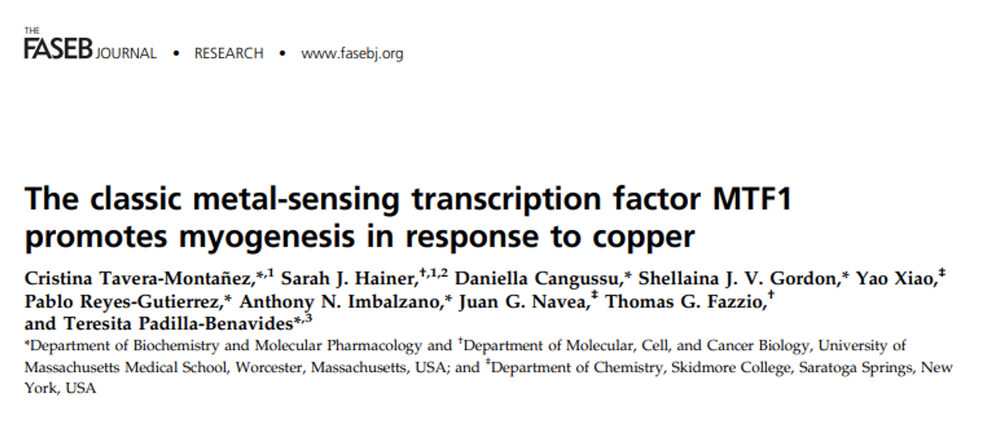 THE
FASEB JOURNAL • RESEARCH • www.fasebj.org
The classic metal-sensing transcription factor MTF1
promotes myogenesis in response to copper
Cristina Tavera-Montañez,*,1 Sarah J. Hainer,†,1,2 Daniella Cangussu,* Shellaina J. V. Gordon,* Yao Xiao,‡
Pablo Reyes-Gutierrez,* Anthony N. Imbalzano,* Juan G. Navea,‡ Thomas G. Fazzio,†
and Teresita Padilla-Benavides*,3
*Department of Biochemistry and Molecular Pharmacology and †Department of Molecular, Cell, and Cancer Biology, University of
Massachusetts Medical School, Worcester, Massachusetts, USA; and ‡Department of Chemistry, Skidmore College, Saratoga Springs, New
York, USA